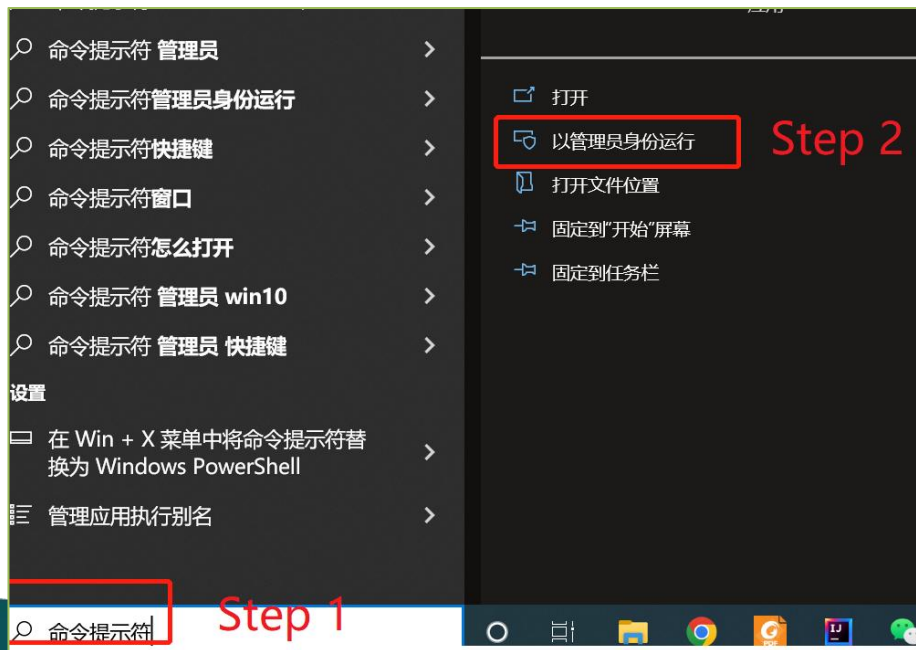 命令提示符 管理员
命令提示符管理员身份运行
命令提示符快捷键
命令提示符窗口
命令提示符怎么打开
命令提示符 管理员 win10
命令提示符 管理员 快捷键
设置
在 Win + X 菜单中将命令提示符替
换为 Windows PowerShell
管理应用执行别名
命令提示符
Step 1
应用
打开
以管理员身份运行
Step 2
打开文件位置
固定到"开始"屏幕
固定到任务栏
PDF
IJ